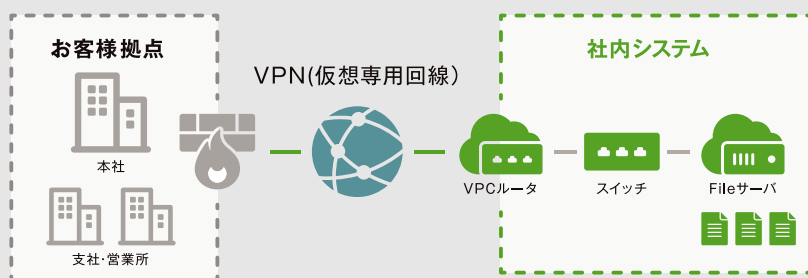 お客様拠点
本社
支社・営業所
VPN(仮想専用回線)
社内システム
VPCルータ
スイッチ
Fileサーバ